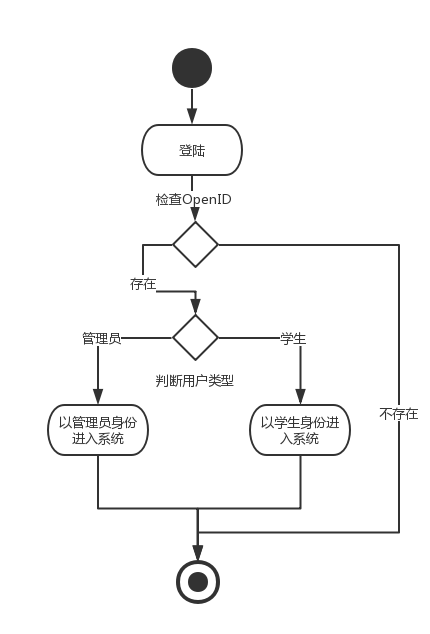 登陆
检查OpenID
存在
管理员
学生
判断用户类型
不存在
以管理员身份
进入系统
以学生身份进
入系统